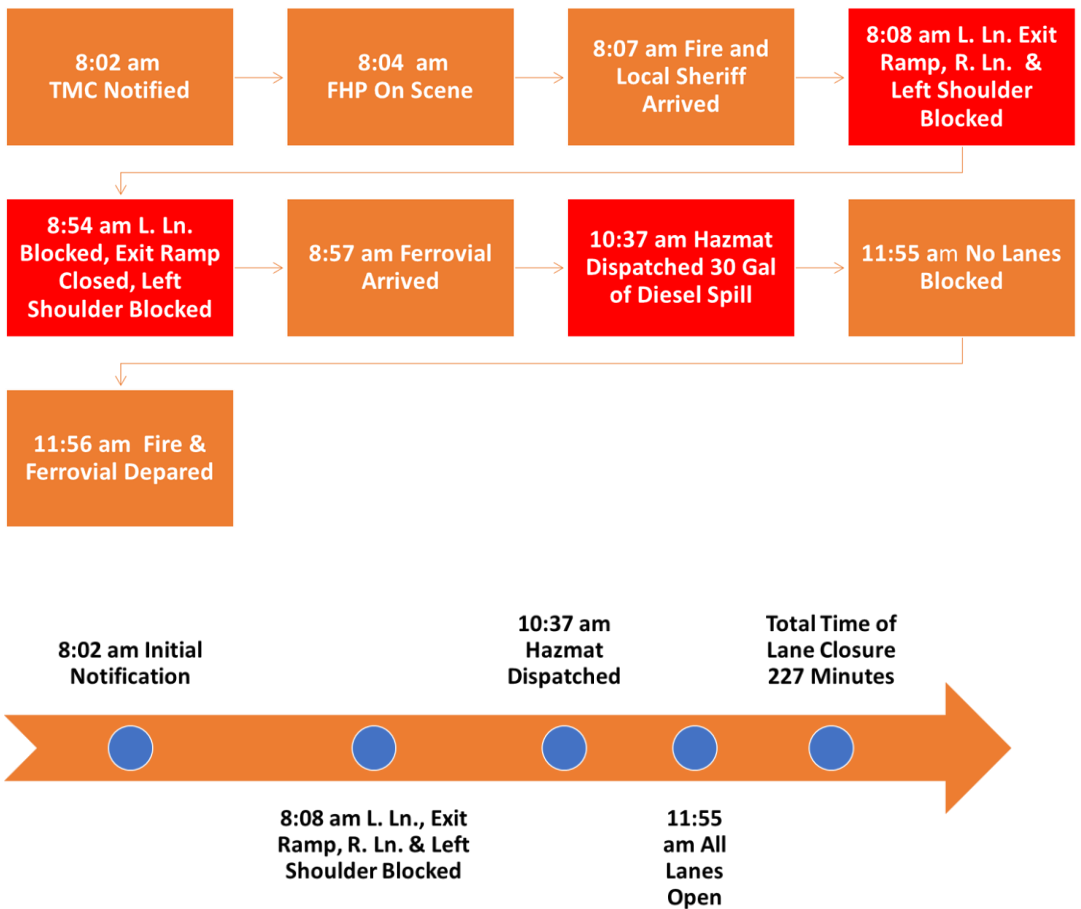 8:02 am
TMC Notified
8:04 am
FHP On Scene
8:07 am Fire and
Local Sheriff
Arrived
8:08 am L. Ln. Exit
Ramp, R. Ln. &
Left Shoulder
Blocked
8:54 am L. Ln.
Blocked, Exit Ramp
Closed, Left
Shoulder Blocked
8:57 am Ferrovial
Arrived
10:37 am Hazmat
Dispatched 30 Gal
of Diesel Spill
11:55 am No Lanes
Blocked
11:56 am Fire &
Ferrovial Depared
8:02 am Initial
Notification
10:37 am
Hazmat
Dispatched
Total Time of
Lane Closure
227 Minutes
8:08 am L. Ln., Exit
Ramp, R. Ln. & Left
Shoulder Blocked
11:55
am All
Lanes
Open